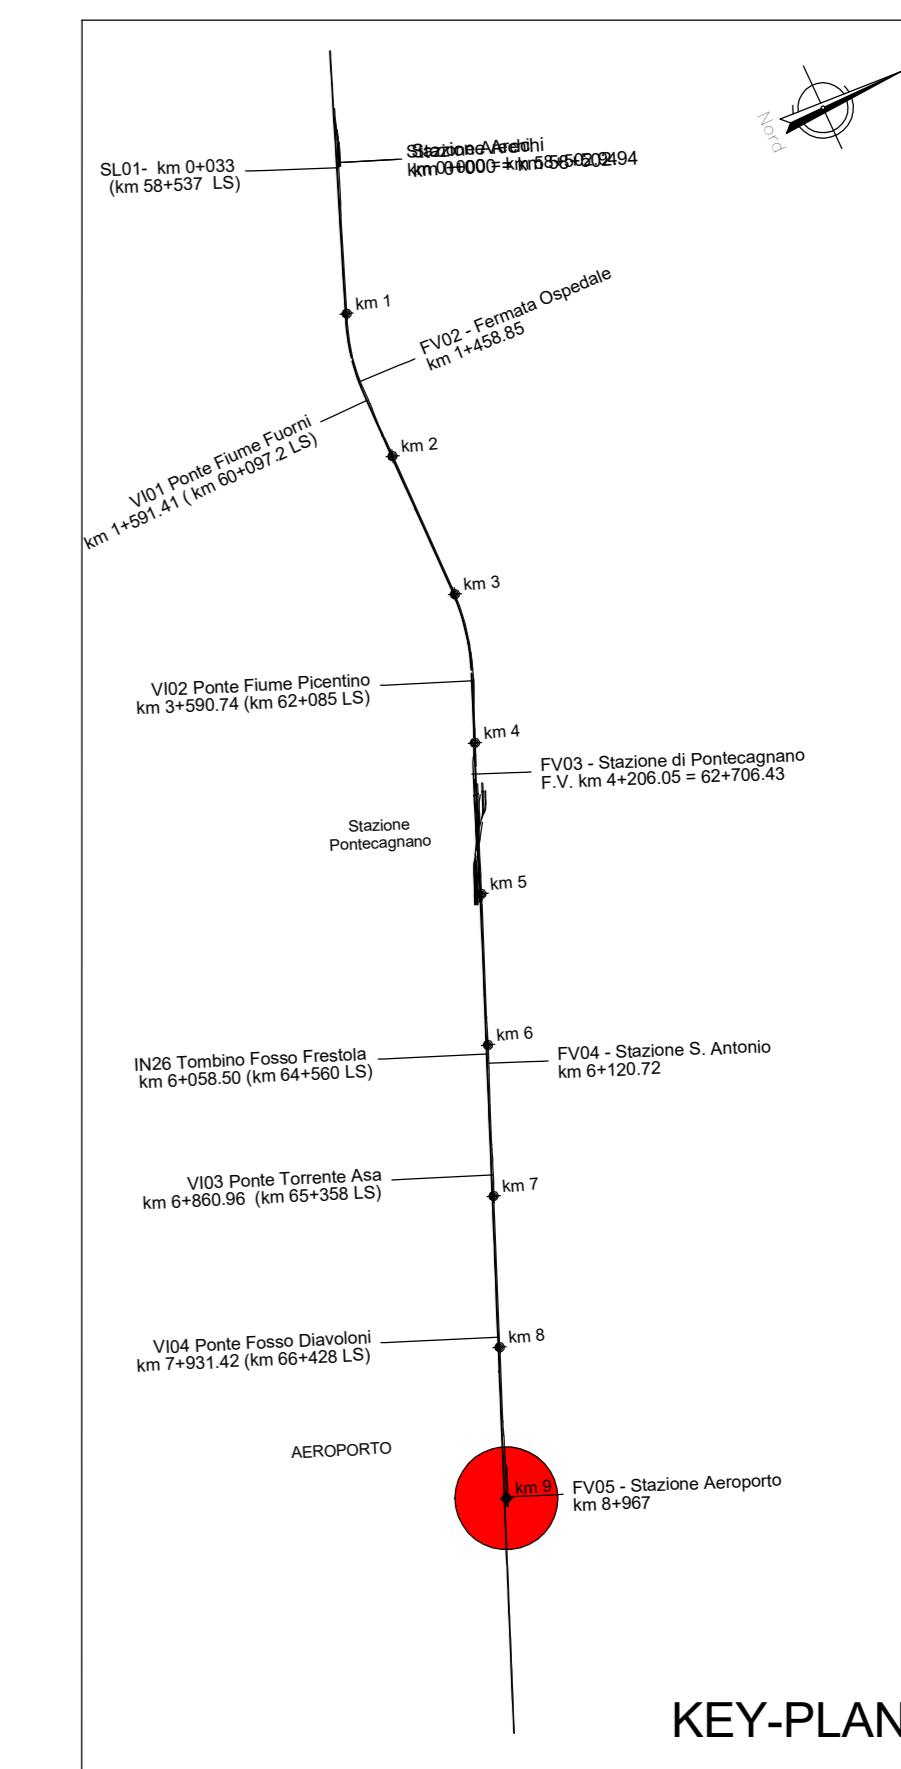 Nord
SL01- km 0+033
(km 58+537 LS)
km 1
FV02 - Fermata Ospedale
km 1+458.85
VI01 Ponte Fiume Fuorni
km 1+591.41 ( km 60+097.2 LS)
km 2
km 3
VI02 Ponte Fiume Picentino
km 3+590.74 (km 62+085 LS)
km 4
FV03 - Stazione di Pontecagnano
F.V. km 4+206.05 = 62+706.43
Stazione
Pontecagnano
km 5
km 6
IN26 Tombino Fosso Frestola
km 6+058.50 (km 64+560 LS)
FV04 - Stazione S. Antonio
km 6+120.72
VI03 Ponte Torrente Asa
km 6+860.96 (km 65+358 LS)
km 7
VI04 Ponte Fosso Diavoloni
km 7+931.42 (km 66+428 LS)
km 8
AEROPORTO
km 9
FV05 - Stazione Aeroporto
km 8+967
KEY-PLAN